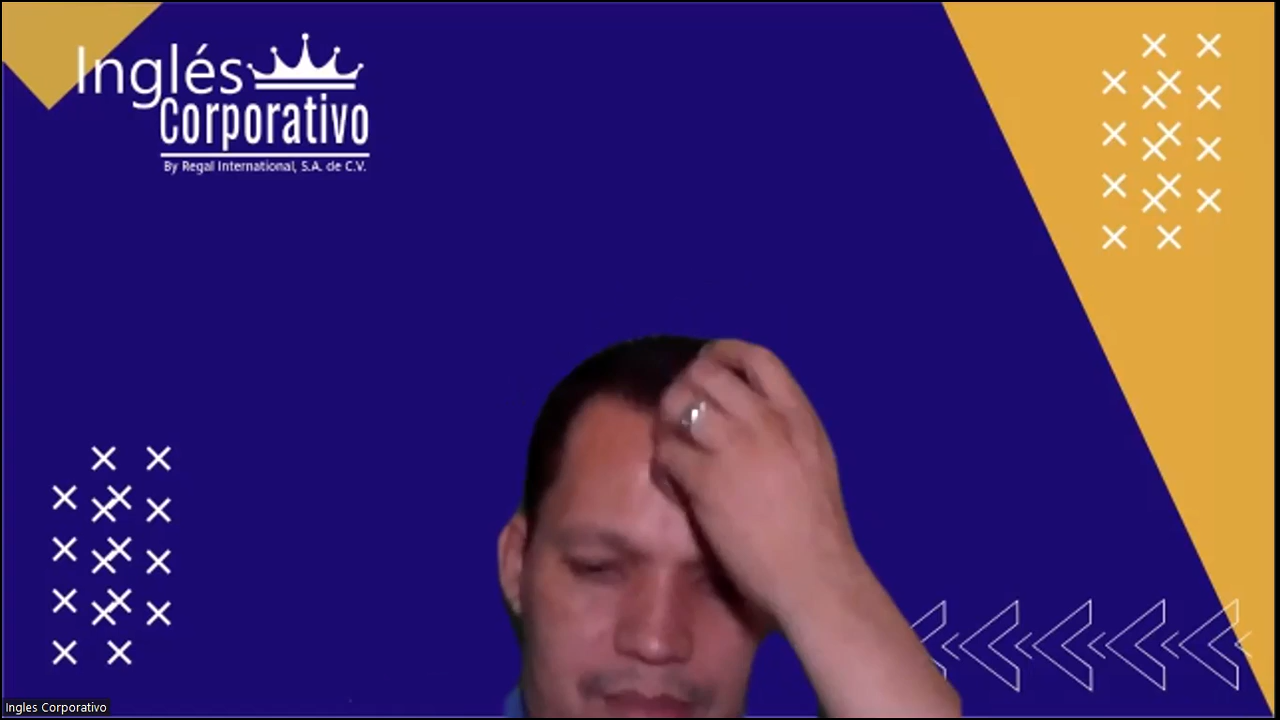 Inglés
Corporativo
By Regal International, S.A. de C.V.
Ingles Corporativo